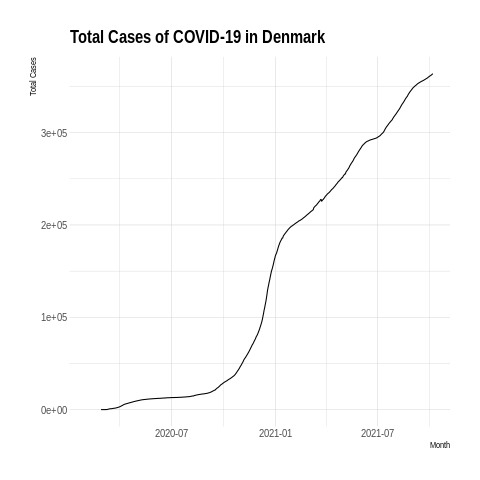 Total Cases of COVID-19 in Denmark
Total Cases
3e+05
2e+05
1e+05
0e+00
2020-07 2021-01 2021-07
Month